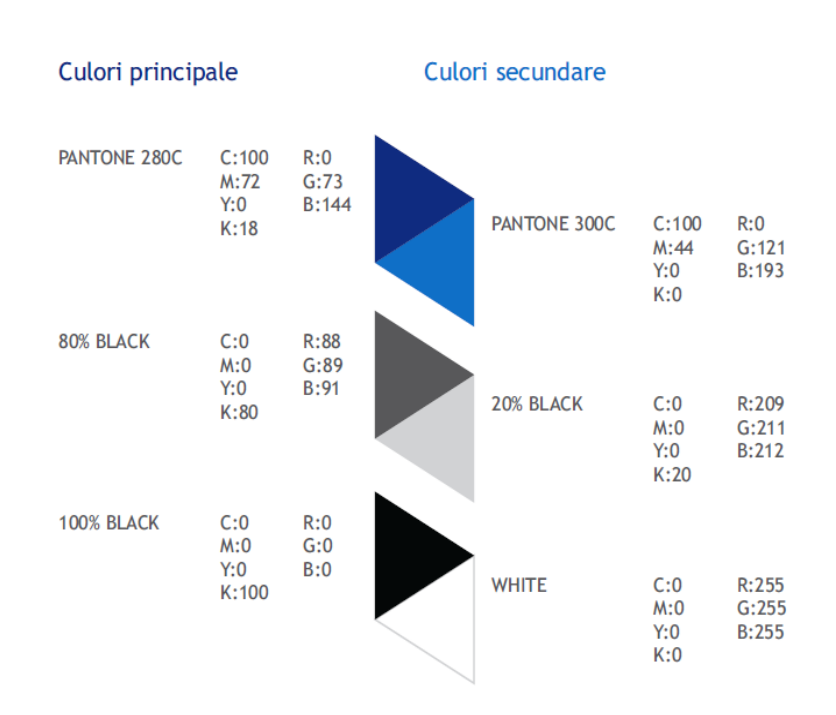 Culori principale
Culori secundare
PANTONE 280C C:100 R:0
M:72 G:73
Y:0 B:144
K:18
PANTONE 300C C:100 R:0
M:44 G:121
Y:0 B:193
K:0
80% BLACK C:0 R:88
M:0 G:89
Y:0 B:91
K:80
20% BLACK C:0 R:209
M:0 G:211
Y:0 B:212
K:20
100% BLACK C:0 R:0
M:0 G:0
Y:0 B:0
K:100
WHITE C:0 R:255
M:0 G:255
Y:0 B:255
K:0